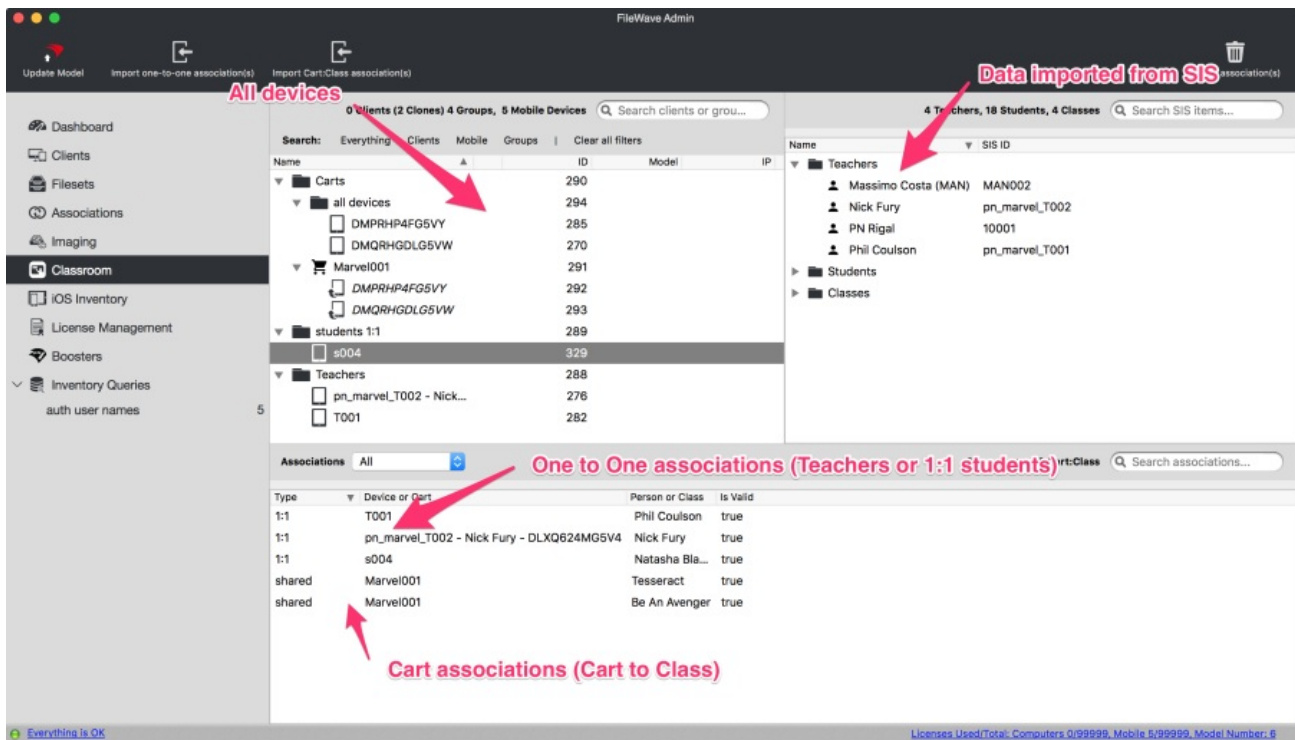 FileWave Admin
Update Model
Import one-to-one association(s)
Import Cart:Class association(s)
association(s)
All devices
Data imported from SIS
0 Clients (2 Clones) 4 Groups, 5 Mobile Devices
Search clients or grou...
4 Teachers, 18 Students, 4 Classes
Search SIS items...
Dashboard
Clients
Filesets
Associations
Imaging
Classroom
iOS Inventory
License Management
Boosters
Inventory Queries
auth user names 5
Search: Everything Clients Mobile Groups | Clear all filters
Name ID Model IP
Carts 290
all devices 294
DMPRHP4FG5VY 285
DMQRHGDLG5VW 270
Marvel001 291
DMPRHP4FG5VY 292
DMQRHGDLG5VW 293
students 1:1 289
s004 329
Teachers 288
pn_marvel_T002 - Nick... 276
T001 282
Name SIS ID
Teachers
Massimo Costa (MAN) MAN002
Nick Fury pn_marvel_T002
PN Rigal 10001
Phil Coulson pn_marvel_T001
Students
Classes
Associations All
One to One associations (Teachers or 1:1 students)
rt:Class
Search associations...
Type Device or Cart Person or Class Is Valid
1:1 T001 Phil Coulson true
1:1 pn_marvel_T002 - Nick Fury - DLXQ624MG5V4 Nick Fury true
1:1 s004 Natasha Bla... true
shared Marvel001 Tesseract true
shared Marvel001 Be An Avenger true
Cart associations (Cart to Class)
Everything is OK
Licenses Used/Total: Computers 0/99999, Mobile 5/99999, Model Number: 6